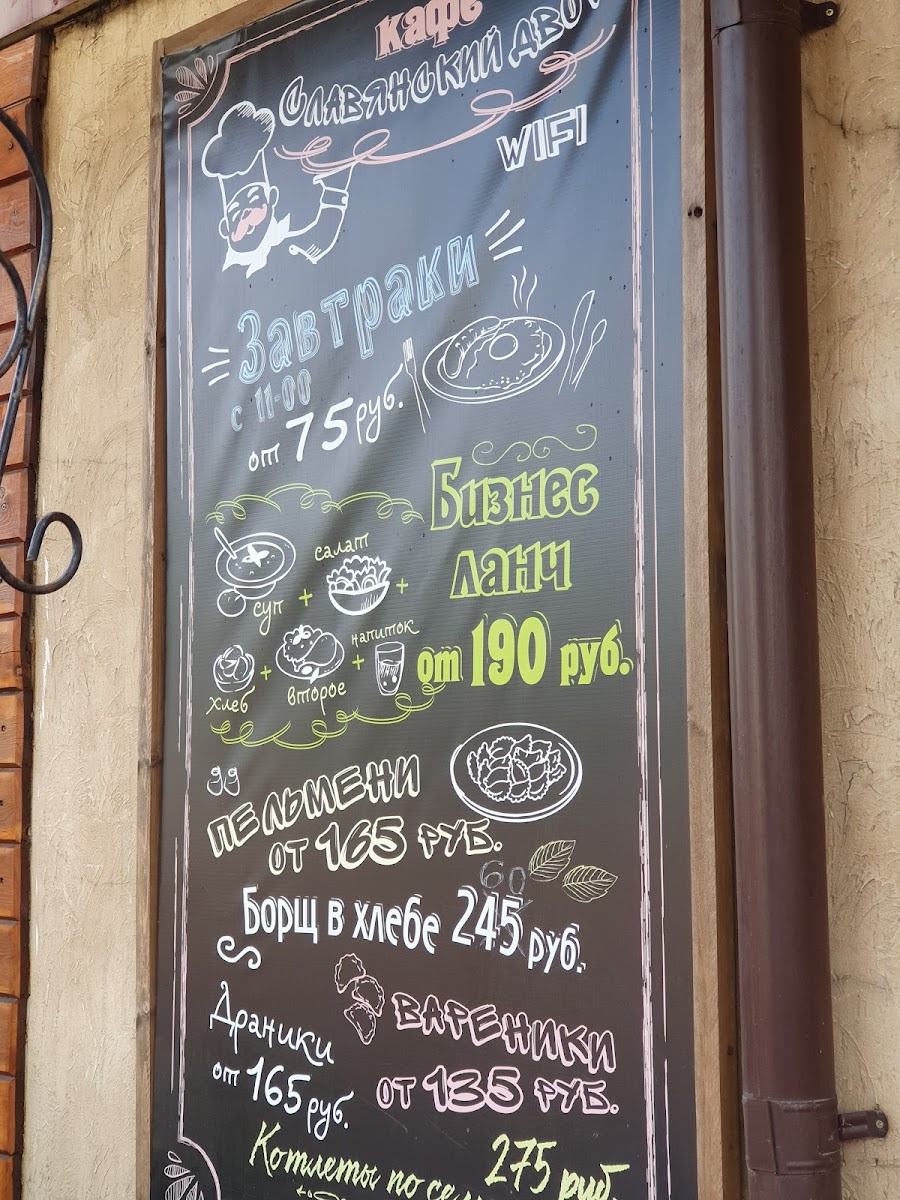 кафе
Славянский двор
WIFI
Завтраки
с 11-00
от 75 руб.
Бизнес
ланч
от 190 руб.
суп + салат +
хлеб + второе + напиток
Пельмени
от 165 руб.
60
Борщ в хлебе 245 руб.
Драники
от 165 руб.
Вареники
от 135 руб.
Котлеты по
275 руб.